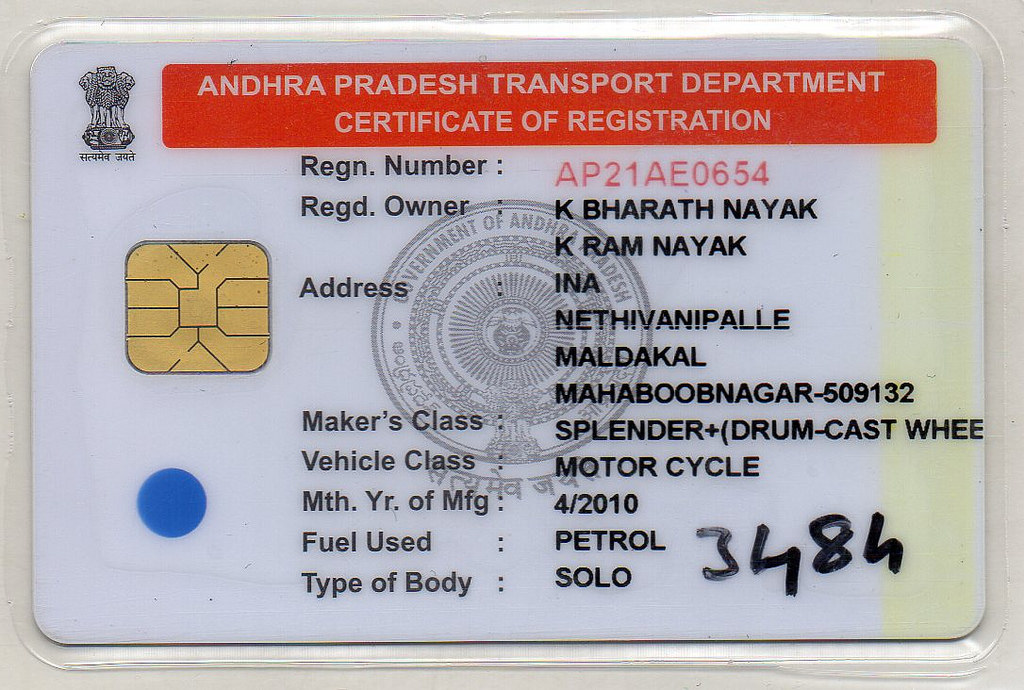 ANDHRA PRADESH TRANSPORT DEPARTMENT
CERTIFICATE OF REGISTRATION
सत्यमेव जयते
Regn. Number : AP21AE0654
Regd. Owner : K BHARATH NAYAK
K RAM NAYAK
Address : INA
NETHIVANIPALLE
MALDAKAL
MAHABOOBNAGAR-509132
Maker's Class : SPLENDER+(DRUM-CAST WHEE
Vehicle Class : MOTOR CYCLE
Mth. Yr. of Mfg : 4/2010
Fuel Used : PETROL
Type of Body : SOLO
3484
GOVERNMENT OF ANDHRA PRADESH
सत्यमेव जयते